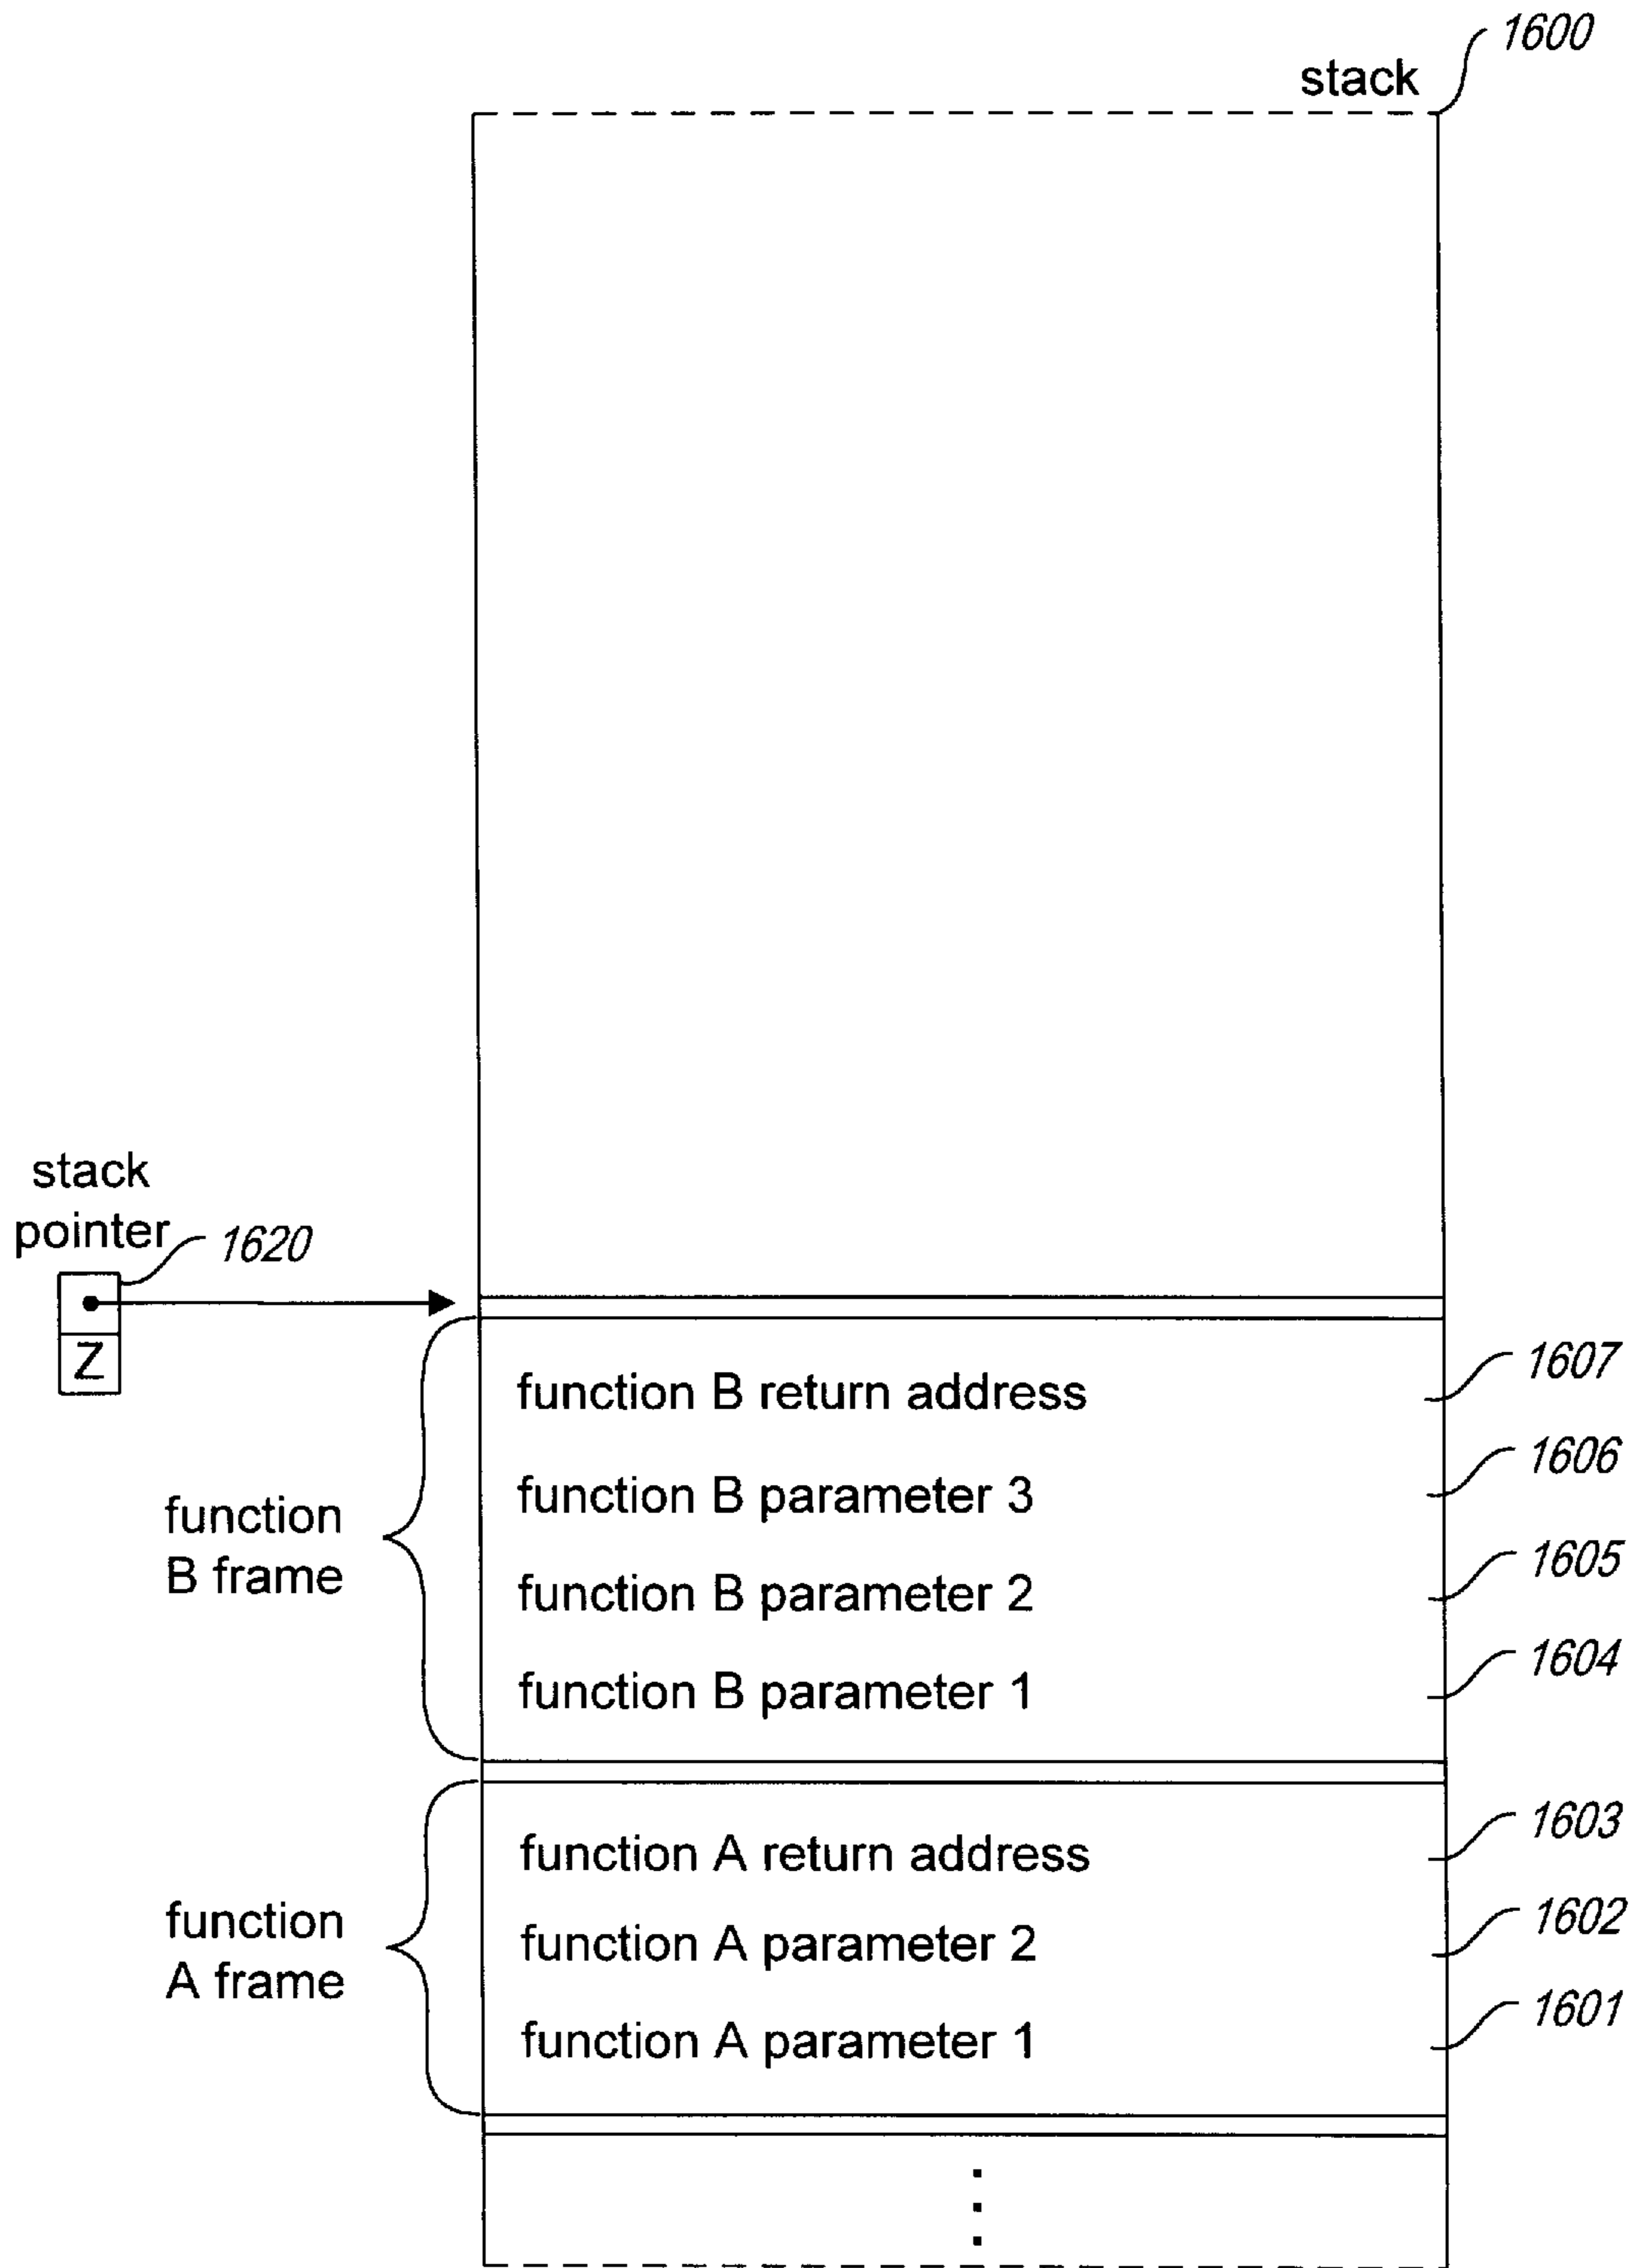 1600
stack
stack
pointer
1620
Z
function B return address
1607
function B parameter 3
1606
function
B frame
function B parameter 2
1605
function B parameter 1
1604
function A return address
1603
function
A frame
function A parameter 2
1602
function A parameter 1
1601